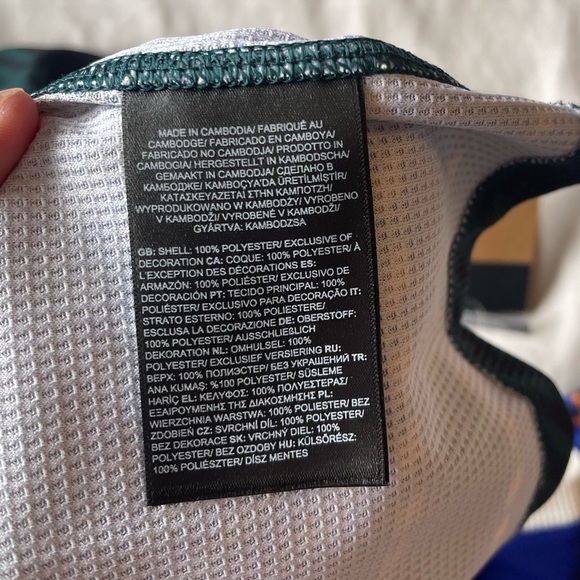 MADE IN CAMBODIA/ FABRIQUÉ AU
CAMBODGE/ FABRICADO EN CAMBOYA/
FABRICADO NO CAMBODJA/ PRODOTTO IN
CAMBOGIA/ HERGESTELLT IN KAMBODSCHA/
GEMAAKT IN CAMBODJA/ СДЕЛАНО В
КАМБОДЖЕ/ KAMBOÇYA'DA ÜRETİLMİŞTİR/
ΚΑΤΑΣΚΕΥΑΖΕΤΑΙ ΣΤΗΝ ΚΑΜΠΟΤΖΗ/
WYPRODUKOWANO W KAMBODŻY/ VYROBENO
V KAMBODŽI/ VYROBENÉ V KAMBODŽI/
GYÁRTVA: KAMBODZSA
GB: SHELL: 100% POLYESTER/ EXCLUSIVE OF
DECORATION CA: COQUE: 100% POLYESTER/ À
L'EXCEPTION DES DÉCORATIONS ES:
ARMAZÓN: 100% POLIÉSTER/ EXCLUSIVO DE
DECORACIÓN PT: TECIDO PRINCIPAL: 100%
POLIÉSTER/ EXCLUSIVO PARA DECORAÇÃO IT:
STRATO ESTERNO: 100% POLIESTERE/
ESCLUSA LA DECORAZIONE DE: OBERSTOFF:
100% POLYESTER/ AUSSCHLIEßLICH
DEKORATION NL: OMHULSEL: 100%
POLYESTER/ EXCLUSIEF VERSIERING RU:
ВЕРХ: 100% ПОЛИЭСТЕР/ БЕЗ УКРАШЕНИЙ TR:
ANA KUMAŞ: %100 POLYESTER/ SÜSLEME
HARİÇ EL: ΚΕΛΥΦΟΣ: 100% ΠΟΛΥΕΣΤΕΡΑΣ/
ΕΞΑΙΡΟΥΜΕΝΗΣ ΤΗΣ ΔΙΑΚΟΣΜΗΣΗΣ PL:
WIERZCHNIA WARSTWA: 100% POLIESTER/ BEZ
ZDOBIEŃ CZ: SVRCHNÍ DÍL: 100% POLYESTER/
BEZ DEKORACE SK: VRCHNÝ DIEL: 100%
POLYESTER/ BEZ OZDOBY HU: KÜLSŐRÉSZ:
100% POLIÉSZTER/ DÍSZ MENTES